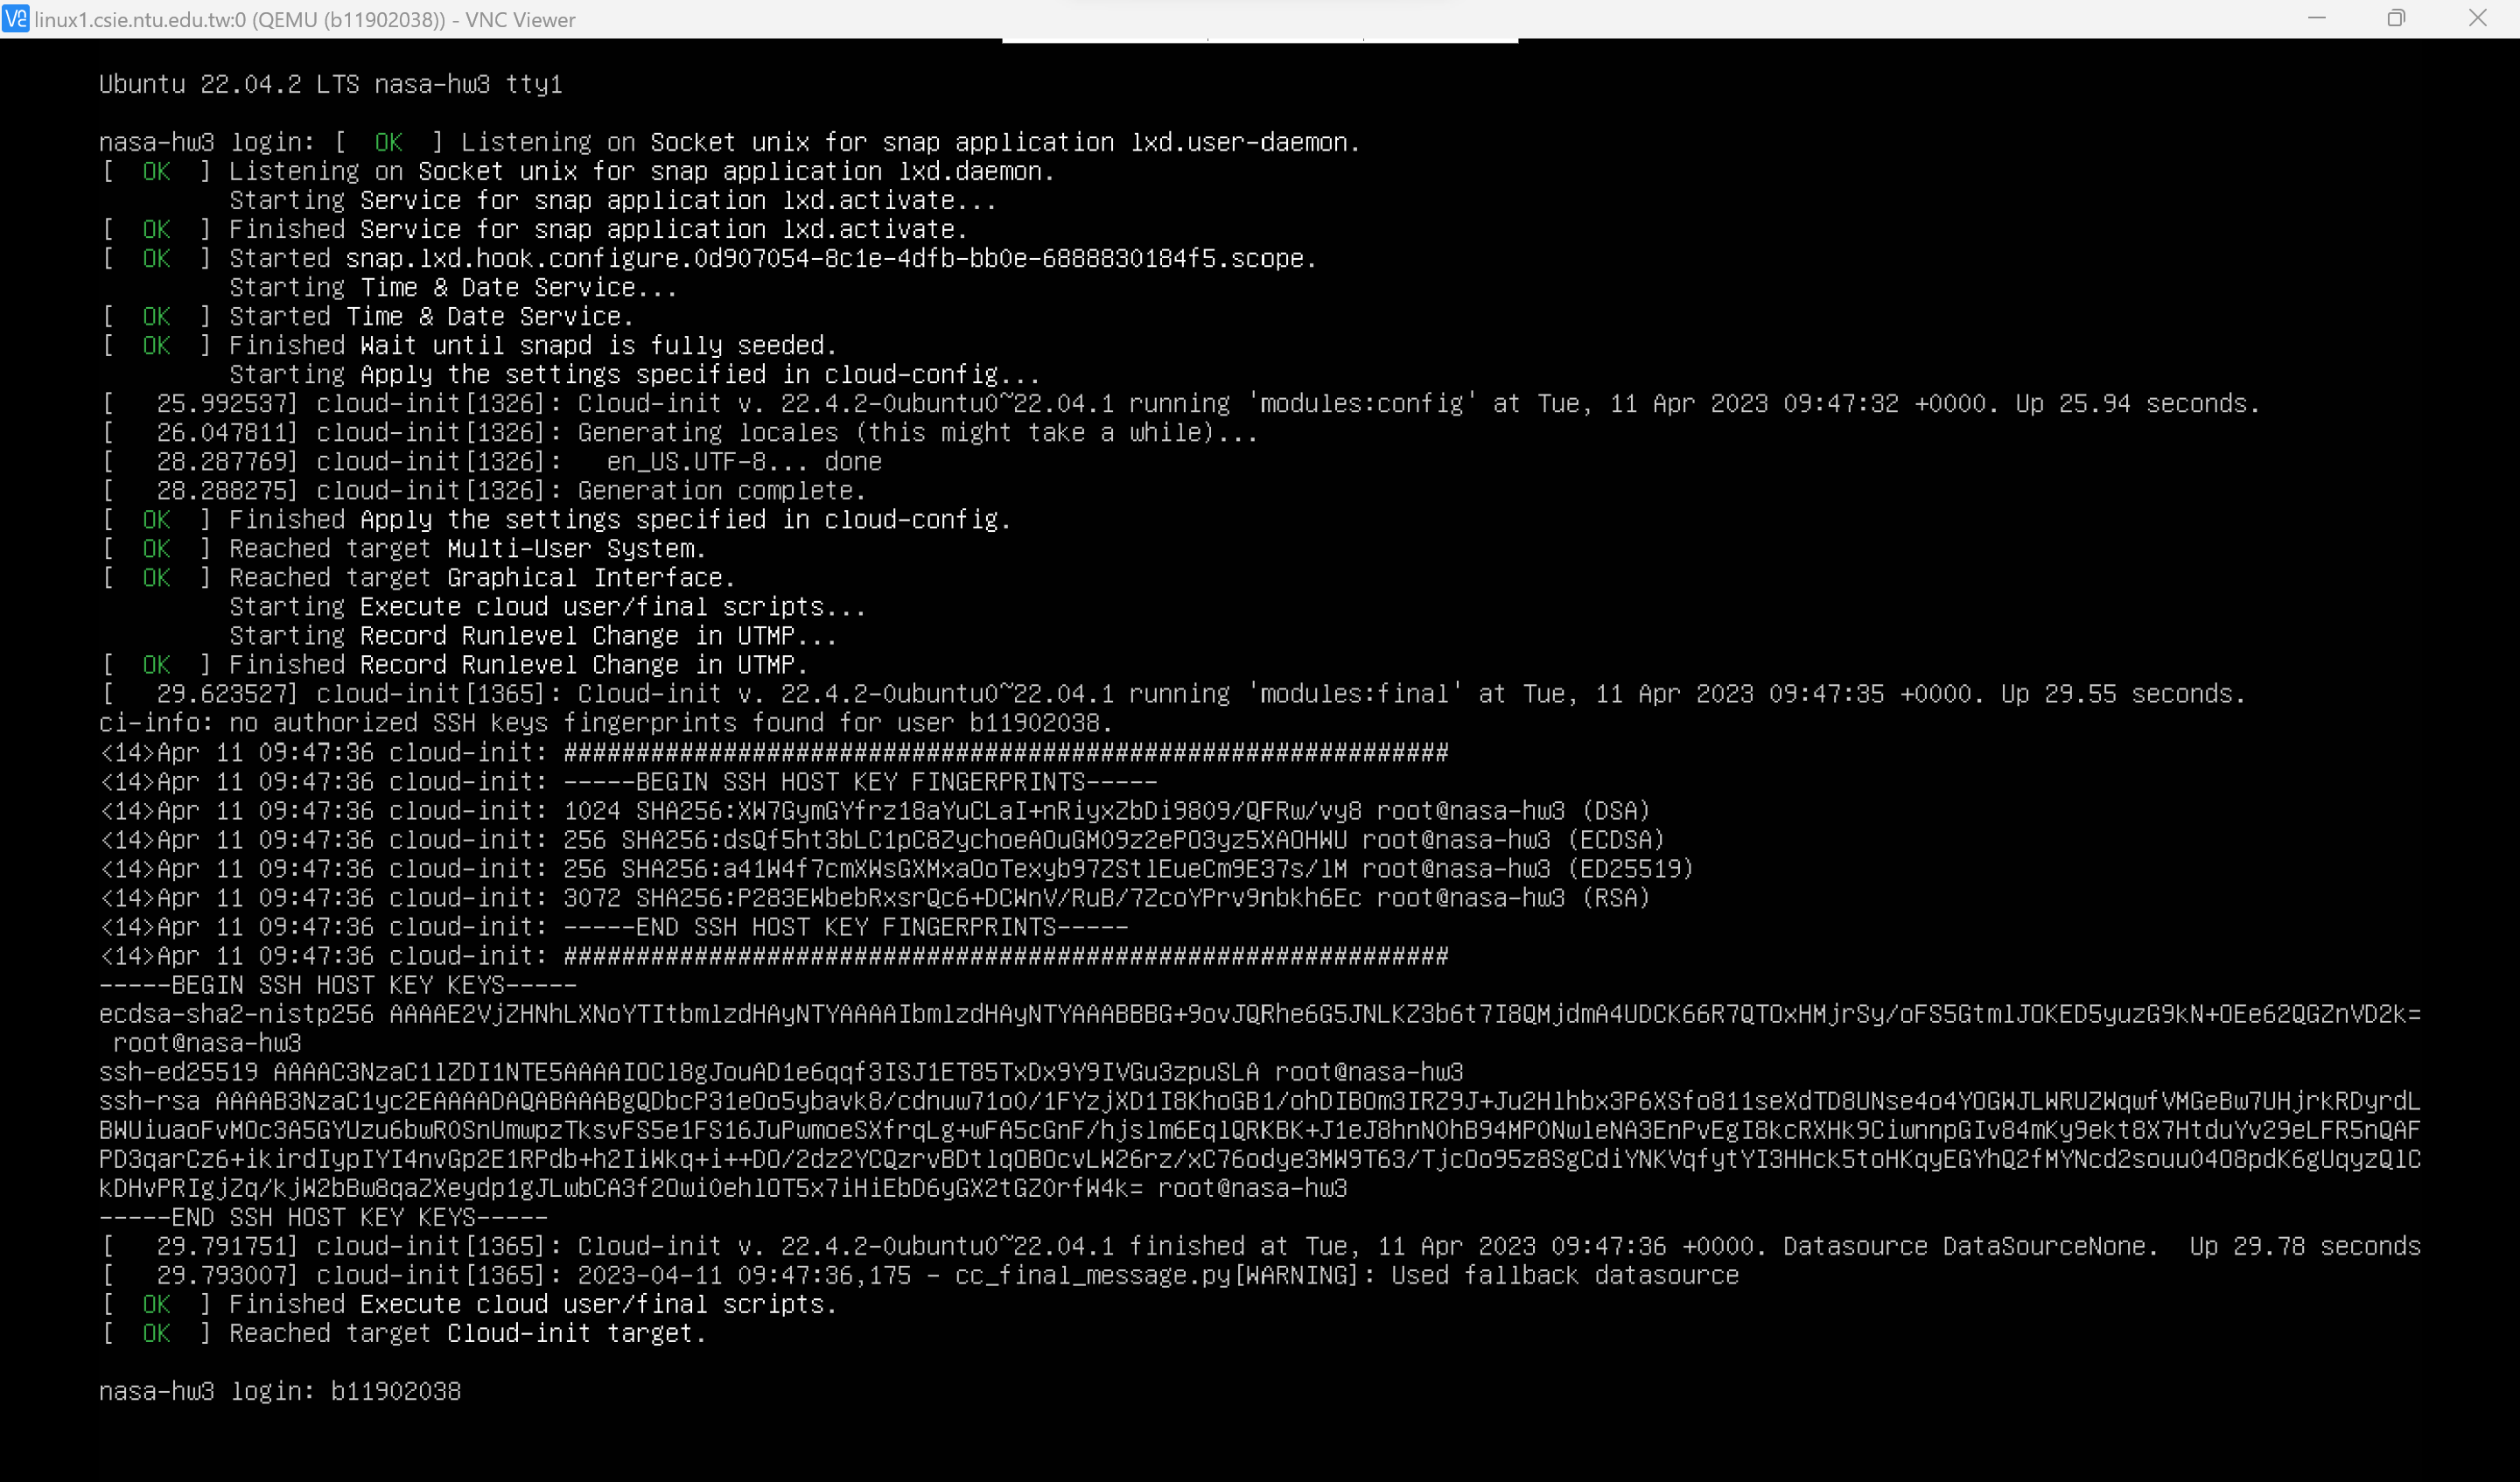 linux1.csie.ntu.edu.tw:0 (QEMU (b11902038)) - VNC Viewer
Ubuntu 22.04.2 LTS nasa-hw3 tty1
nasa-hw3 login: [  OK  ] Listening on Socket unix for snap application lxd.user-daemon.
[  OK  ] Listening on Socket unix for snap application lxd.daemon.
Starting Service for snap application lxd.activate...
[  OK  ] Finished Service for snap application lxd.activate.
[  OK  ] Started snap.lxd.hook.configure.0d907054-8c1e-4dfb-bb0e-6888830184f5.scope.
Starting Time & Date Service...
[  OK  ] Started Time & Date Service.
[  OK  ] Finished Wait until snapd is fully seeded.
Starting Apply the settings specified in cloud-config...
[   25.992537] cloud-init[1326]: Cloud-init v. 22.4.2-0ubuntu0~22.04.1 running 'modules:config' at Tue, 11 Apr 2023 09:47:32 +0000. Up 25.94 seconds.
[   26.047811] cloud-init[1326]: Generating locales (this might take a while)...
[   28.287769] cloud-init[1326]:   en_US.UTF-8... done
[   28.288275] cloud-init[1326]: Generation complete.
[  OK  ] Finished Apply the settings specified in cloud-config.
[  OK  ] Reached target Multi-User System.
[  OK  ] Reached target Graphical Interface.
Starting Execute cloud user/final scripts...
Starting Record Runlevel Change in UTMP...
[  OK  ] Finished Record Runlevel Change in UTMP.
[   29.623527] cloud-init[1365]: Cloud-init v. 22.4.2-0ubuntu0~22.04.1 running 'modules:final' at Tue, 11 Apr 2023 09:47:35 +0000. Up 29.55 seconds.
ci-info: no authorized SSH keys fingerprints found for user b11902038.
<14>Apr 11 09:47:36 cloud-init: #############################################################
<14>Apr 11 09:47:36 cloud-init: -----BEGIN SSH HOST KEY FINGERPRINTS-----
<14>Apr 11 09:47:36 cloud-init: 1024 SHA256:XW7GymGYfrz18aYuCLaI+nRiyxZbDi98O9/QFRw/vy8 root@nasa-hw3 (DSA)
<14>Apr 11 09:47:36 cloud-init: 256 SHA256:dsQf5ht3bLC1pC8ZychoeAOuGMO9z2ePO3yz5XAOHWU root@nasa-hw3 (ECDSA)
<14>Apr 11 09:47:36 cloud-init: 256 SHA256:a41W4f7cmXWsGXMxaOoTexyb97ZStlEueCm9E37s/lM root@nasa-hw3 (ED25519)
<14>Apr 11 09:47:36 cloud-init: 3072 SHA256:P283EWbebRxsrQc6+DCWnV/RuB/7ZcoYPrv9nbkh6Ec root@nasa-hw3 (RSA)
<14>Apr 11 09:47:36 cloud-init: -----END SSH HOST KEY FINGERPRINTS-----
<14>Apr 11 09:47:36 cloud-init: #############################################################
-----BEGIN SSH HOST KEY KEYS-----
ecdsa-sha2-nistp256 AAAAE2VjZHNhLXNoYTItbmlzdHAyNTYAAAAIbmlzdHAyNTYAAABBBG+9ovJQRhe6G5JNLKZ3b6t7I8QMjdmA4UDCK66R7QTOxHMjrSy/oFS5GtmlJOKED5yuzG9kN+OEe62QGZnVD2k=
root@nasa-hw3
ssh-ed25519 AAAAC3NzaC1lZDI1NTE5AAAAIOCl8gJouAD1e6qqf3ISJ1ET85TxDx9Y9IVGu3zpuSLA root@nasa-hw3
ssh-rsa AAAAB3NzaC1yc2EAAAADAQABAAABgQDbcP31eOo5ybavk8/cdnuw71oO/1FYzjXD1I8KhoGB1/ohDIBOm3IRZ9J+Ju2Hlhbx3P6XSfo811seXdTD8UNse4o4YOGWJLWRUZWqwfVMGeBw7UHjrkRDyrdL
BWUiuaoFvMOc3A5GYUzu6bwROSnUmwpzTksvFS5e1FS16JuPwmoeSXfrqLg+wFA5cGnF/hjslm6EqlQRKBK+J1eJ8hnNOhB94MPONwleNA3EnPvEgI8kcRXHk9CiwnnpGIv84mKy9ekt8X7HtduYv29eLFR5nQAF
PD3qarCz6+ikirdIypIYI4nvGp2E1RPdb+h2IiWkq+i++DO/2dz2YCQzrvBDtlqOBOcvLW26rz/xC76odye3MW9T63/TjcOo95z8SgCdiYNKVqfytYI3HHck5toHKqyEGYhQ2fMYNcd2souu04O8pdK6gUqyzQlC
kDHvPRIgjZq/kjW2bBw8qaZXeydp1gJLwbCA3f2OwiOehlOT5x7iHiEbD6yGX2tGZOrfW4k= root@nasa-hw3
-----END SSH HOST KEY KEYS-----
[   29.791751] cloud-init[1365]: Cloud-init v. 22.4.2-0ubuntu0~22.04.1 finished at Tue, 11 Apr 2023 09:47:36 +0000. Datasource DataSourceNone.  Up 29.78 seconds
[   29.793007] cloud-init[1365]: 2023-04-11 09:47:36,175 - cc_final_message.py[WARNING]: Used fallback datasource
[  OK  ] Finished Execute cloud user/final scripts.
[  OK  ] Reached target Cloud-init target.
nasa-hw3 login: b11902038